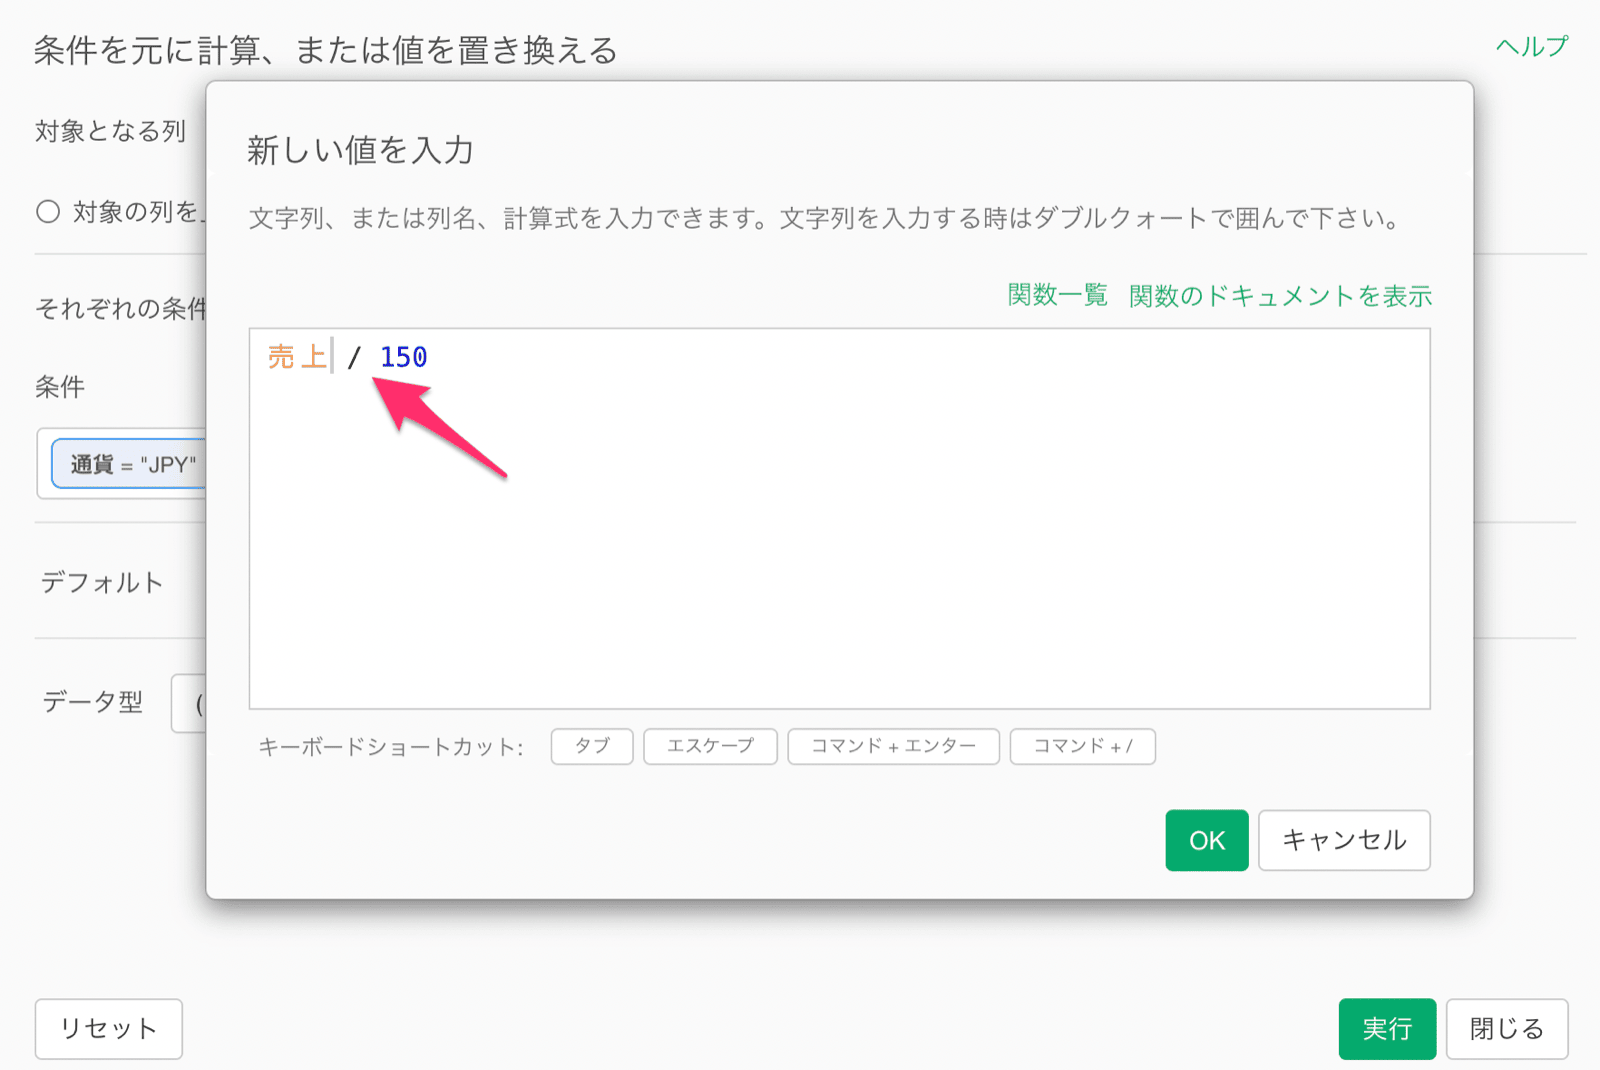 条件を元に計算、または値を置き換える
ヘルプ
対象となる列
対象の列を
それぞれの条件
条件
通貨 = "JPY"
デフォルト
データ型
(
新しい値を入力
文字列、または列名、計算式を入力できます。文字列を入力する時はダブルクォートで囲んで下さい。
関数一覧 関数のドキュメントを表示
売上 / 150
キーボードショートカット: タブ エスケープ コマンド + エンター コマンド + /
OK キャンセル
リセット
実行 閉じる